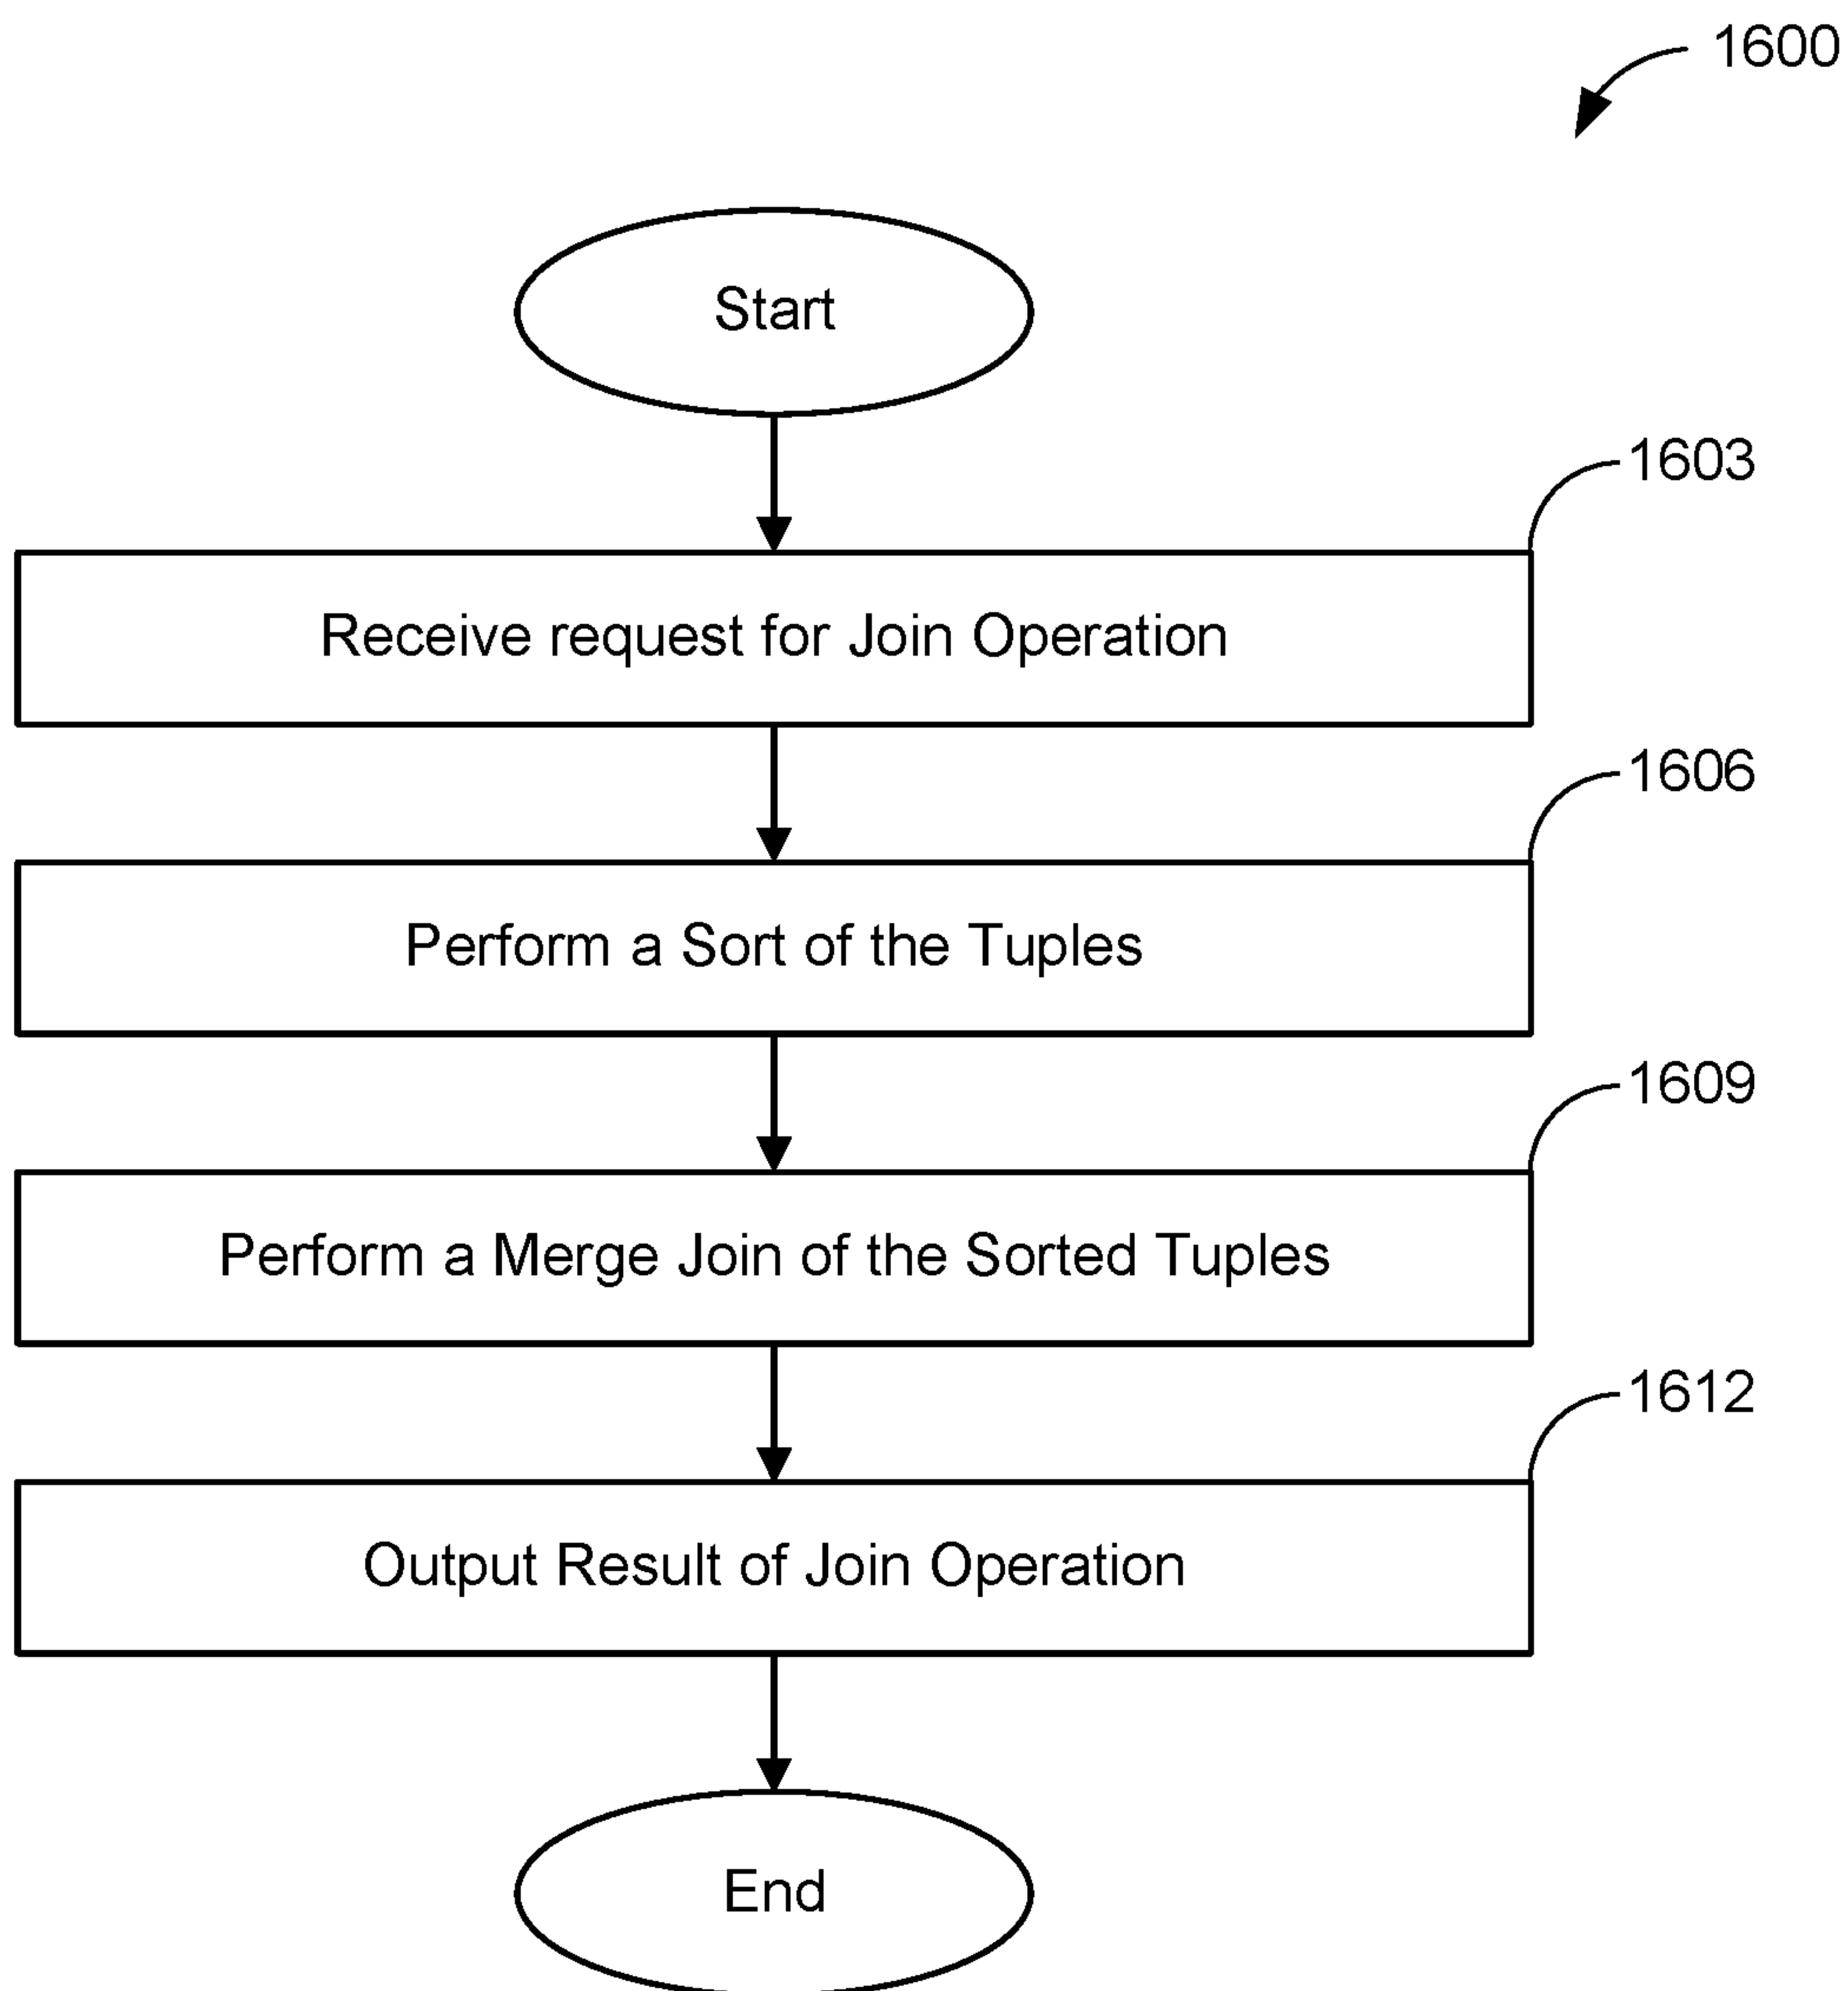 1600
Start
1603
Receive request for Join Operation
1606
Perform a Sort of the Tuples
1609
Perform a Merge Join of the Sorted Tuples
1612
Output Result of Join Operation
End